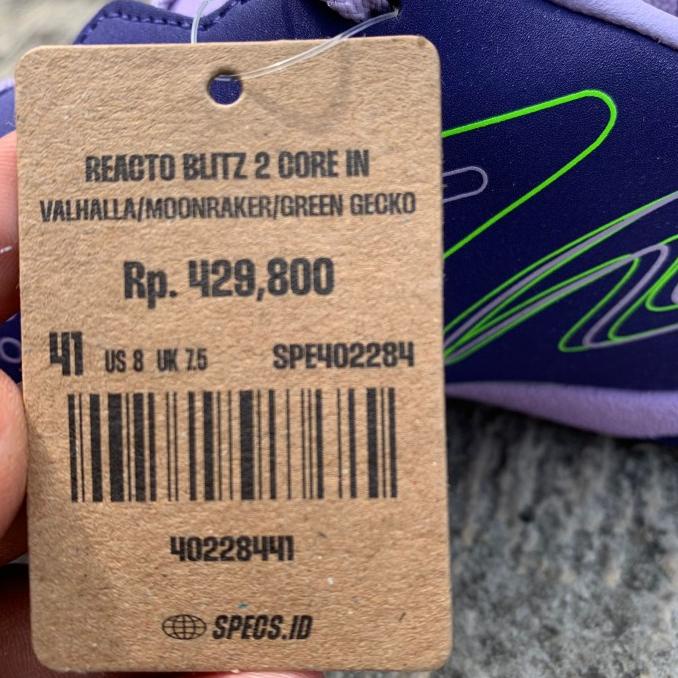 REACTO BLITZ 2 CORE IN
VALHALLA/MOONRAKER/GREEN GECKO
Rp. 429,800
41 US 8 UK 7.5 SPE402284
40228441
SPECS.ID